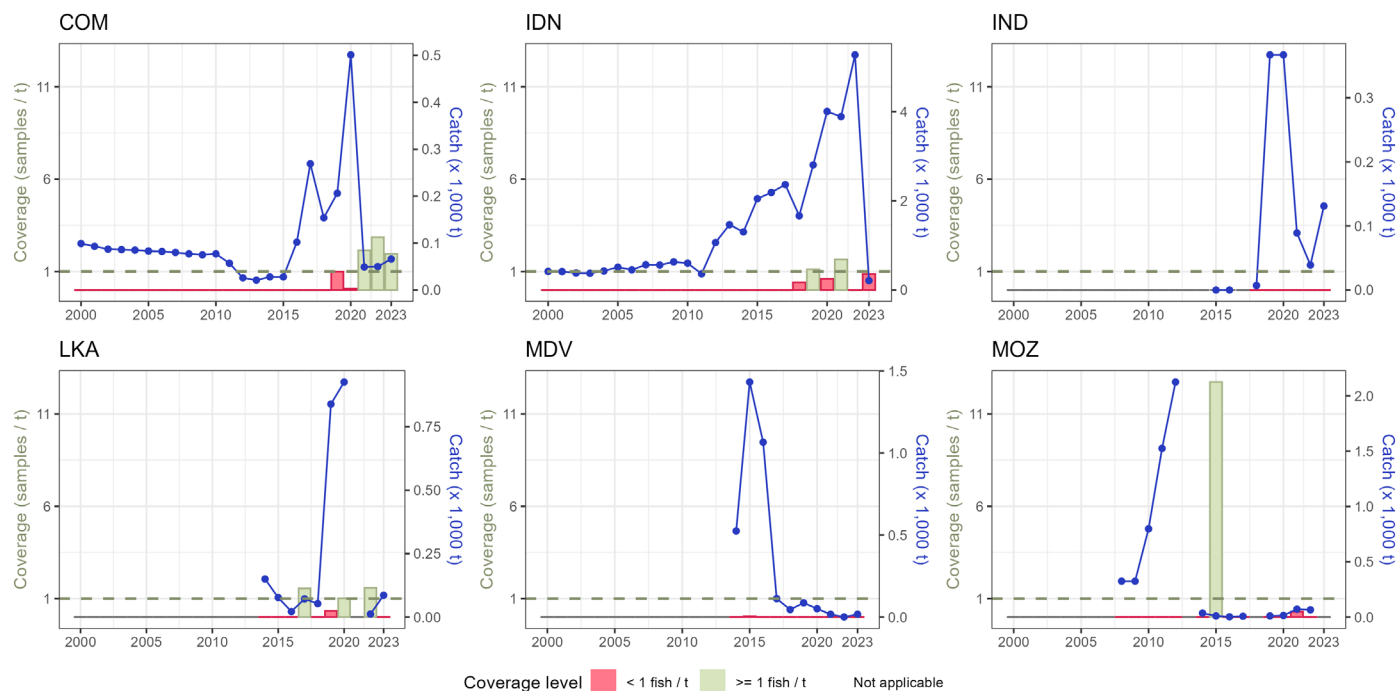 COM
IDN
IND
Coverage (samples / t)
11
6
1
0.5
0.4
0.3
0.2
0.1
0.0
Catch (x 1,000 t)
2000 2005 2010 2015 2020 2023
Coverage (samples / t)
11
6
1
4
2
0
Catch (x 1,000 t)
2000 2005 2010 2015 2020 2023
Coverage (samples / t)
11
6
1
0.3
0.2
0.1
0.0
Catch (x 1,000 t)
2000 2005 2010 2015 2020 2023
LKA
MDV
MOZ
Coverage (samples / t)
11
6
1
0.75
0.50
0.25
0.00
Catch (x 1,000 t)
2000 2005 2010 2015 2020 2023
Coverage (samples / t)
11
6
1
1.5
1.0
0.5
0.0
Catch (x 1,000 t)
2000 2005 2010 2015 2020 2023
Coverage (samples / t)
11
6
1
2.0
1.5
1.0
0.5
0.0
Catch (x 1,000 t)
2000 2005 2010 2015 2020 2023
Coverage level < 1 fish / t >= 1 fish / t Not applicable